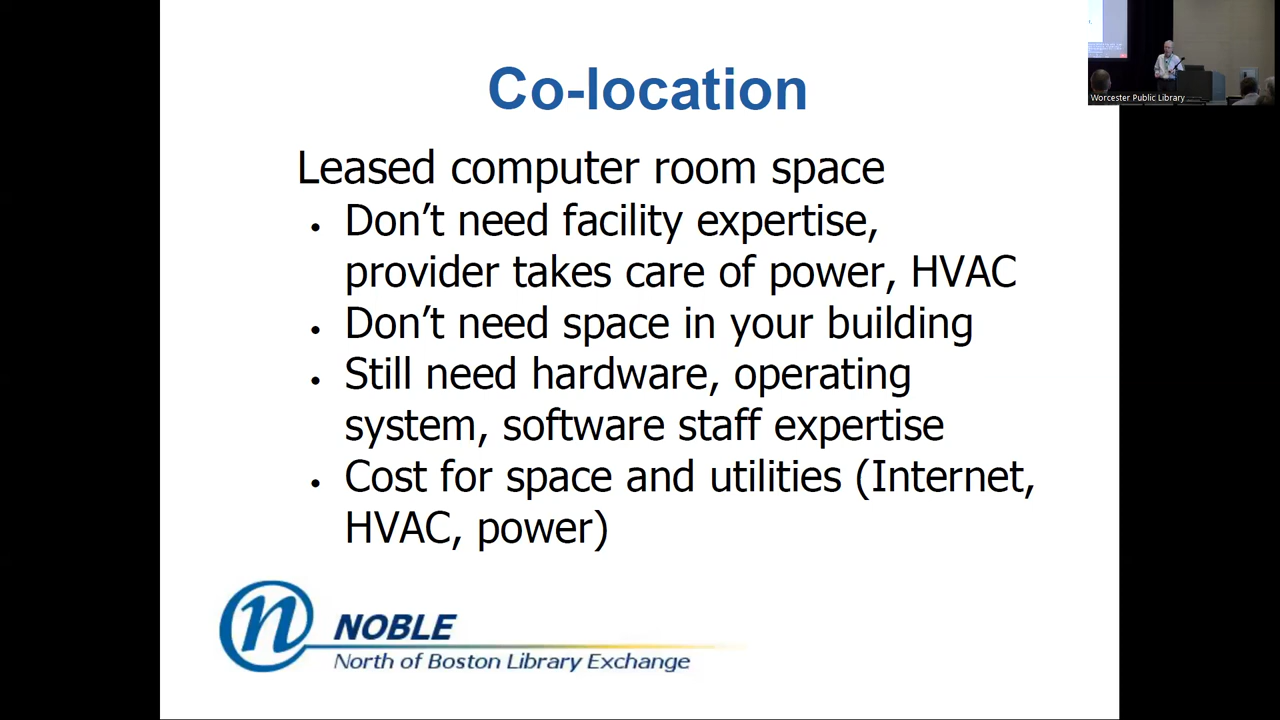 Co-location
Leased computer room space
• Don’t need facility expertise,
provider takes care of power, HVAC
• Don’t need space in your building
• Still need hardware, operating
system, software staff expertise
• Cost for space and utilities (Internet,
HVAC, power)
n NOBLE
North of Boston Library Exchange
Worcester Public Library